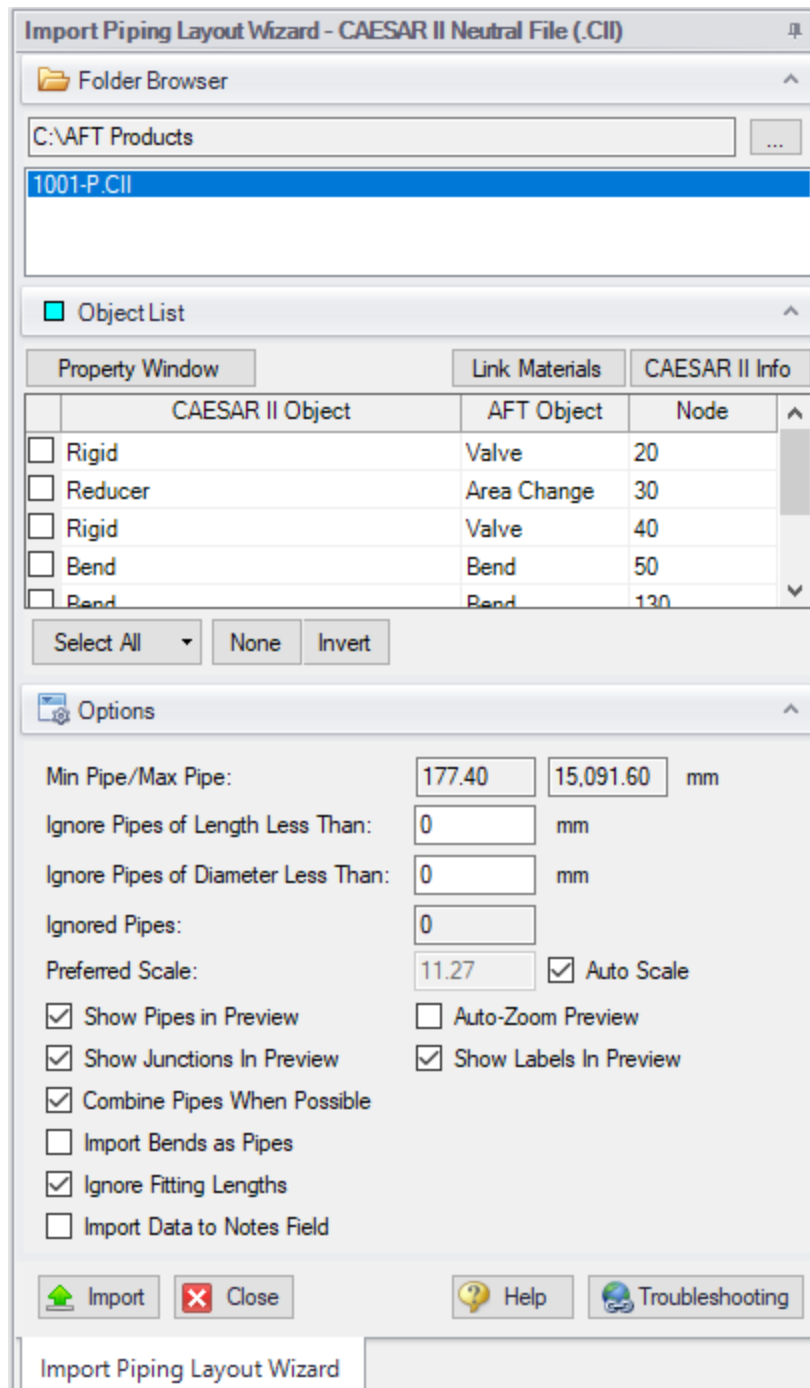 Import Piping Layout Wizard - CAESAR II Neutral File (.CII)
Folder Browser
C:\AFT Products
...
1001-P.CII
Object List
Property Window Link Materials CAESAR II Info
CAESAR II Object AFT Object Node
Rigid Valve 20
Reducer Area Change 30
Rigid Valve 40
Bend Bend 50
Bend Bend 130
Select All None Invert
Options
Min Pipe/Max Pipe: 177.40 15,091.60 mm
Ignore Pipes of Length Less Than: 0 mm
Ignore Pipes of Diameter Less Than: 0 mm
Ignored Pipes: 0
Preferred Scale: 11.27 Auto Scale
Show Pipes in Preview Auto-Zoom Preview
Show Junctions In Preview Show Labels In Preview
Combine Pipes When Possible
Import Bends as Pipes
Ignore Fitting Lengths
Import Data to Notes Field
Import Close Help Troubleshooting
Import Piping Layout Wizard